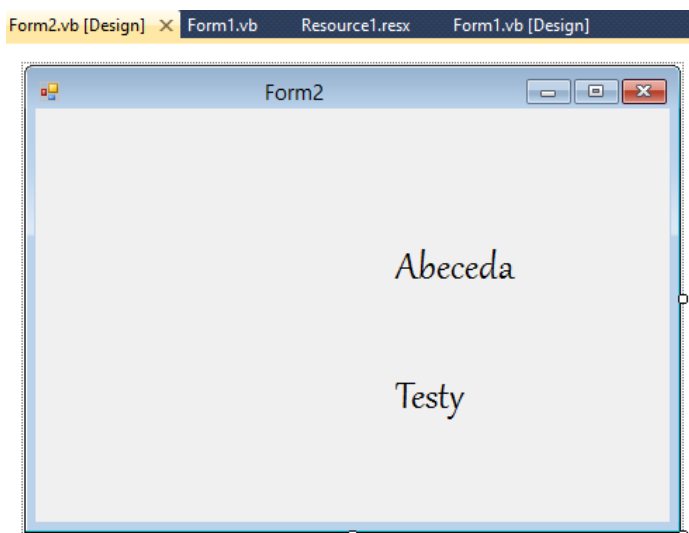 Form2.vb [Design] Form1.vb Resource1.resx Form1.vb [Design]
Form2
Abeceda
Testy